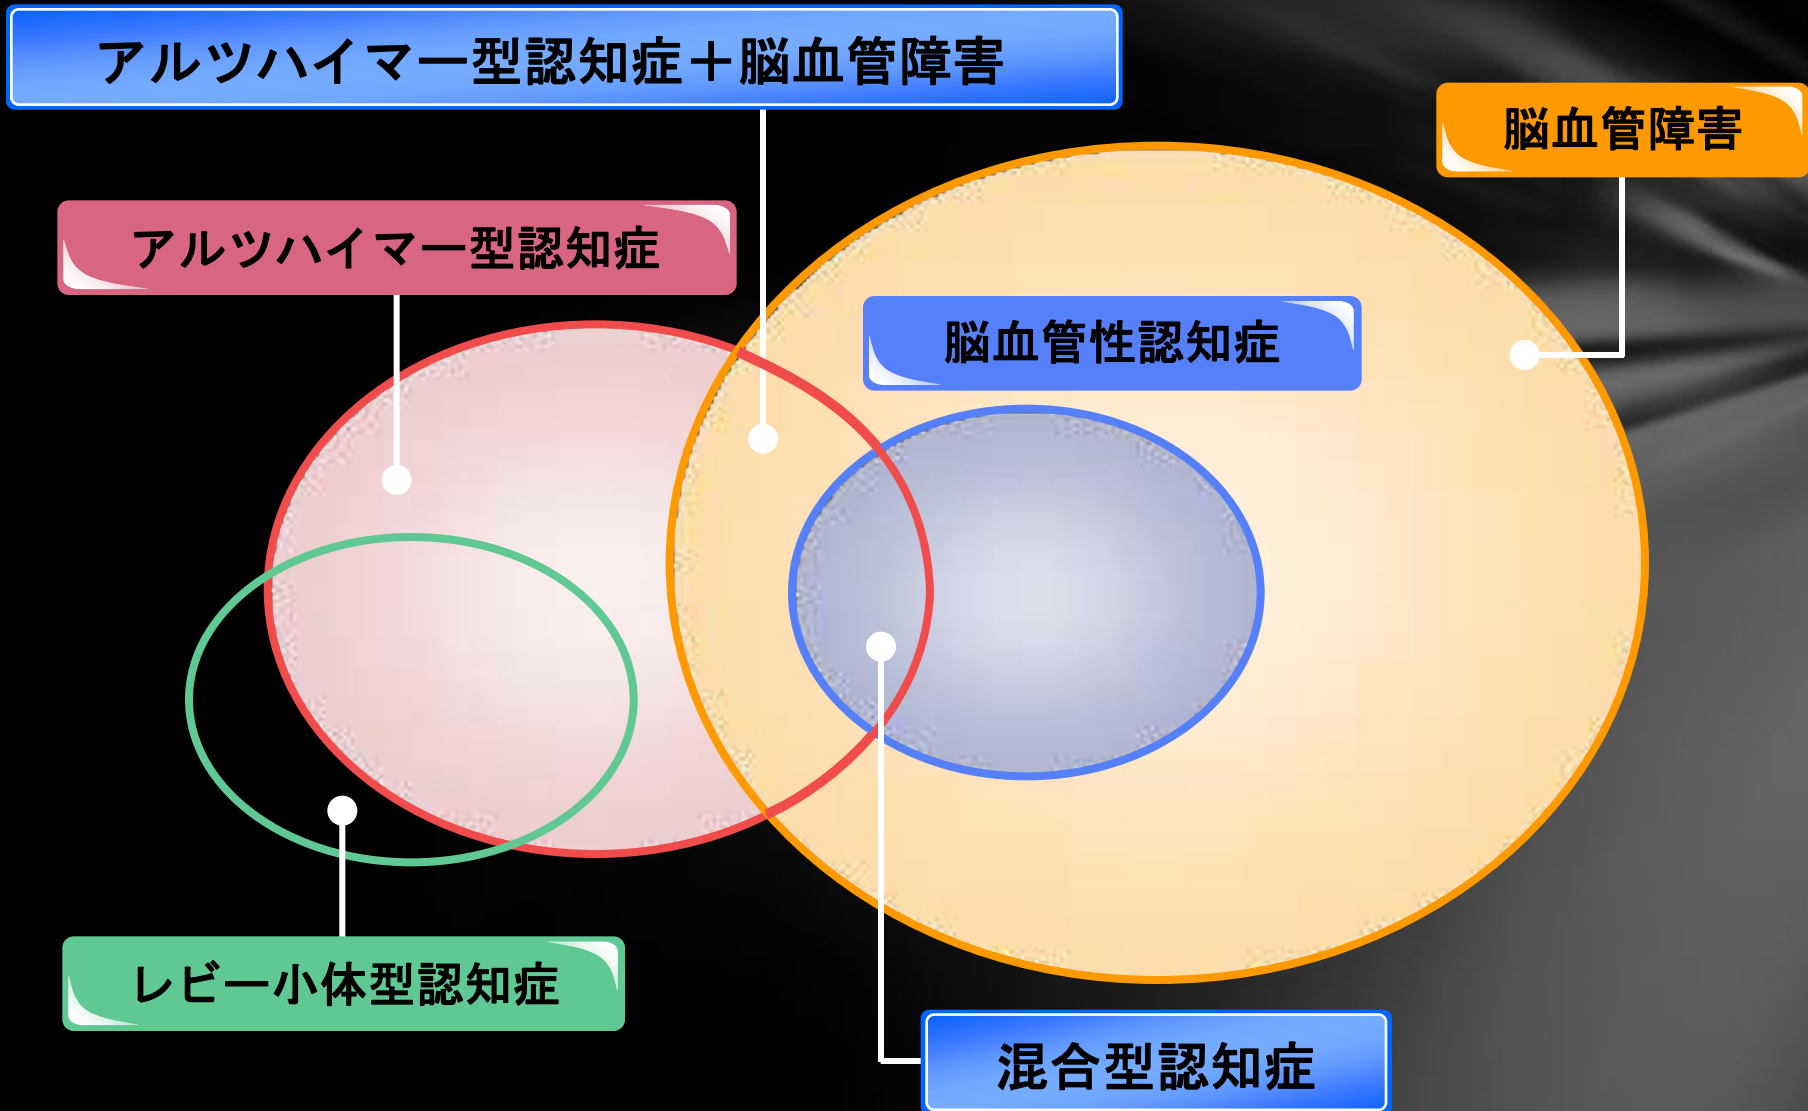 アルツハイマー型認知症＋脳血管障害
脳血管障害
アルツハイマー型認知症
脳血管性認知症
レビー小体型認知症
混合型認知症